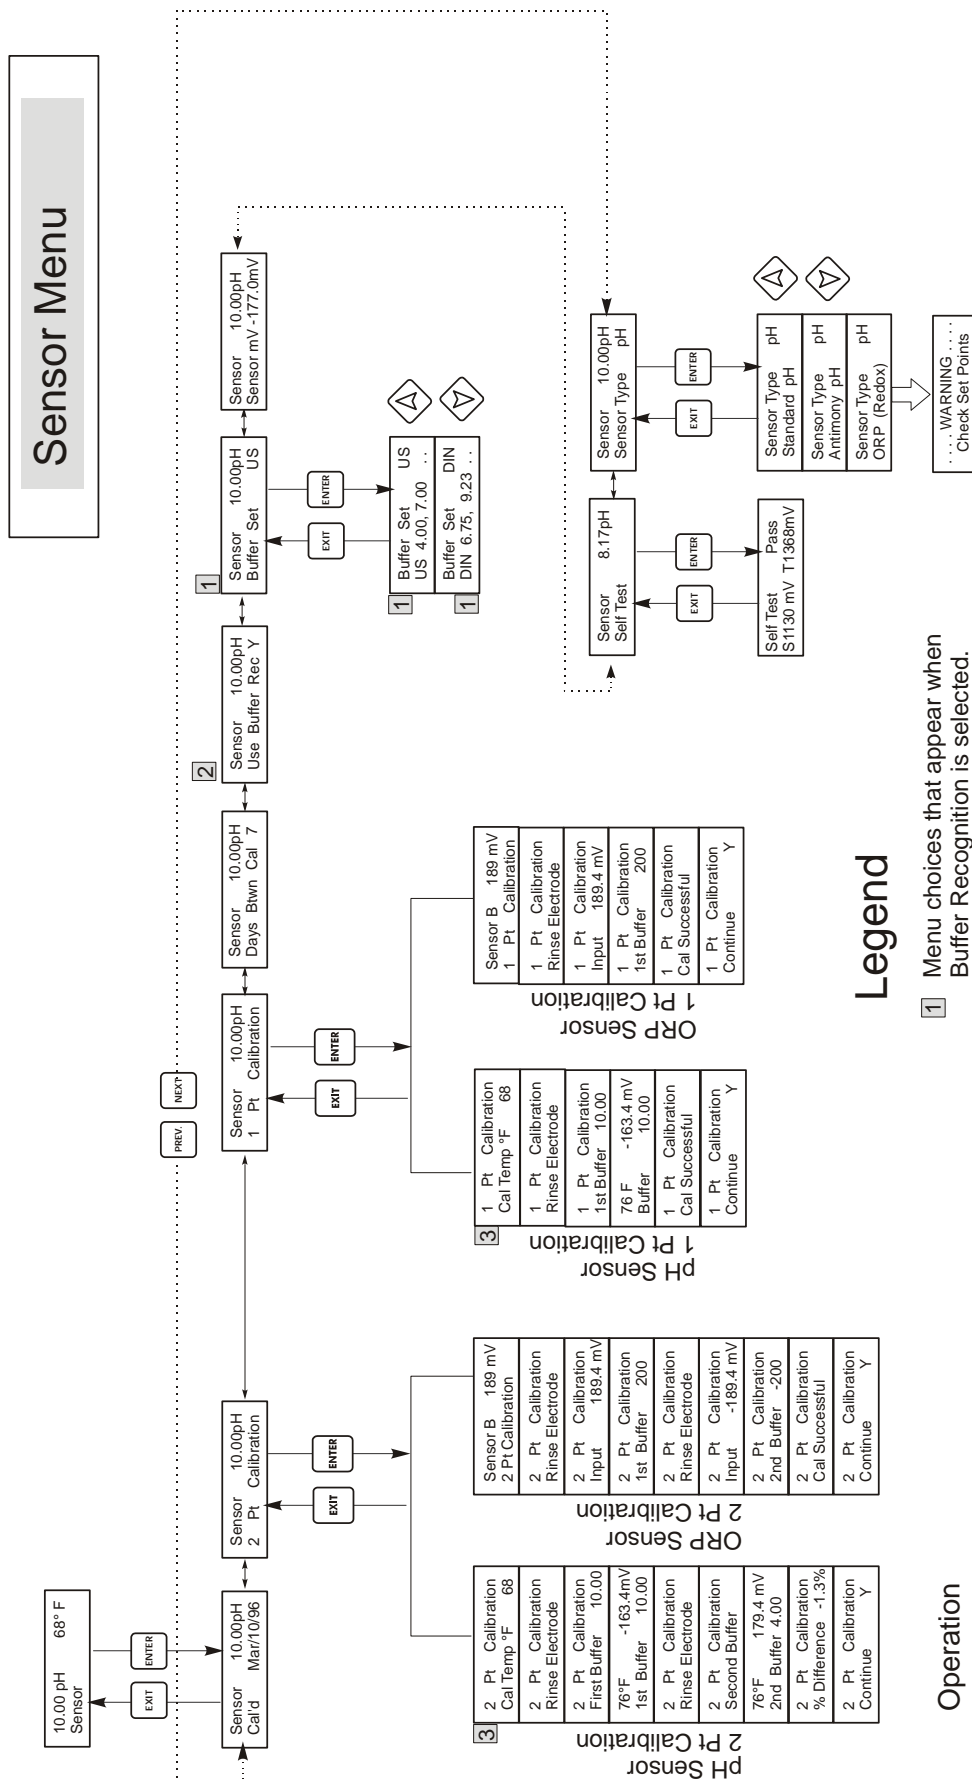 Sensor Menu
10.00 pH 68° F
Sensor
EXIT
ENTER
PREV.
NEXT
Sensor 10.00pH
Cal'd Mar/10/96
Sensor 10.00pH
2 Pt Calibration
Sensor 10.00pH
1 Pt Calibration
Sensor 10.00pH
Days Btwn Cal 7
2
Sensor 10.00pH
Use Buffer Rec Y
1
Sensor 10.00pH
Buffer Set US
Sensor 10.00pH
Sensor mV -177.0mV
EXIT
ENTER
EXIT
ENTER
EXIT
ENTER
pH Sensor
2 Pt Calibration
3
2 Pt Calibration
Cal Temp °F 68
2 Pt Calibration
Rinse Electrode
2 Pt Calibration
First Buffer 10.00
76°F -163.4mV
1st Buffer 10.00
2 Pt Calibration
Rinse Electrode
2 Pt Calibration
Second Buffer
76°F 179.4 mV
2nd Buffer 4.00
2 Pt Calibration
% Difference -1.3%
2 Pt Calibration
Continue Y
ORP Sensor
2 Pt Calibration
Sensor B 189 mV
2 Pt Calibration
2 Pt Calibration
Rinse Electrode
2 Pt Calibration
Input 189.4 mV
2 Pt Calibration
1st Buffer 200
2 Pt Calibration
Rinse Electrode
2 Pt Calibration
Input -189.4 mV
2 Pt Calibration
2nd Buffer -200
2 Pt Calibration
Cal Successful
2 Pt Calibration
Continue Y
pH Sensor
1 Pt Calibration
3
1 Pt Calibration
Cal Temp °F 68
1 Pt Calibration
Rinse Electrode
1 Pt Calibration
1st Buffer 10.00
76 F -163.4 mV
Buffer 10.00
1 Pt Calibration
Cal Successful
1 Pt Calibration
Continue Y
ORP Sensor
1 Pt Calibration
Sensor B 189 mV
1 Pt Calibration
1 Pt Calibration
Rinse Electrode
1 Pt Calibration
Input 189.4 mV
1 Pt Calibration
1st Buffer 200
1 Pt Calibration
Cal Successful
1 Pt Calibration
Continue Y
1
Buffer Set US
US 4.00, 7.00 . .
1
Buffer Set DIN
DIN 6.75, 9.23 . .
Sensor 8.17pH
Self Test
EXIT
ENTER
Self Test Pass
S1130 mV T1368mV
Sensor 10.00pH
Sensor Type pH
EXIT
ENTER
Sensor Type pH
Standard pH
Sensor Type pH
Antimony pH
Sensor Type pH
ORP (Redox)
. . . . WARNING . . . .
Check Set Points
Legend
1 Menu choices that appear when
Buffer Recognition is selected.
Operation